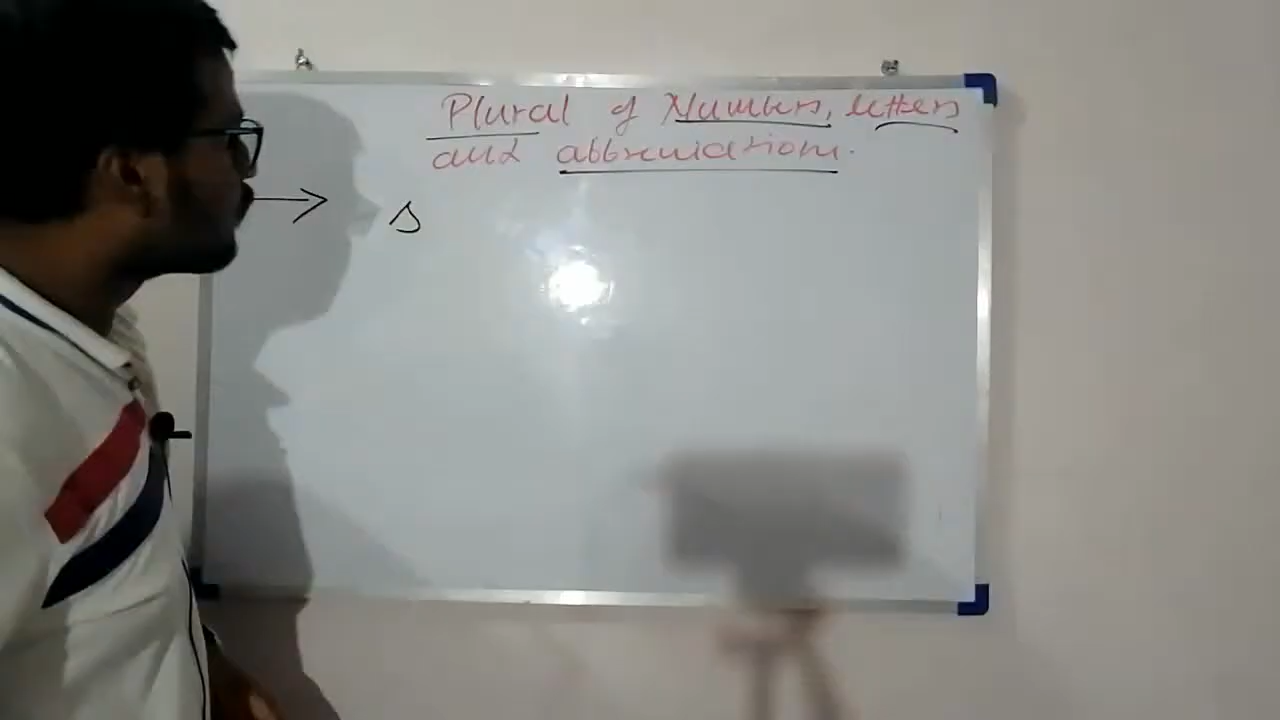 Plural of Numbers, letters
and abbreviations.
→ s